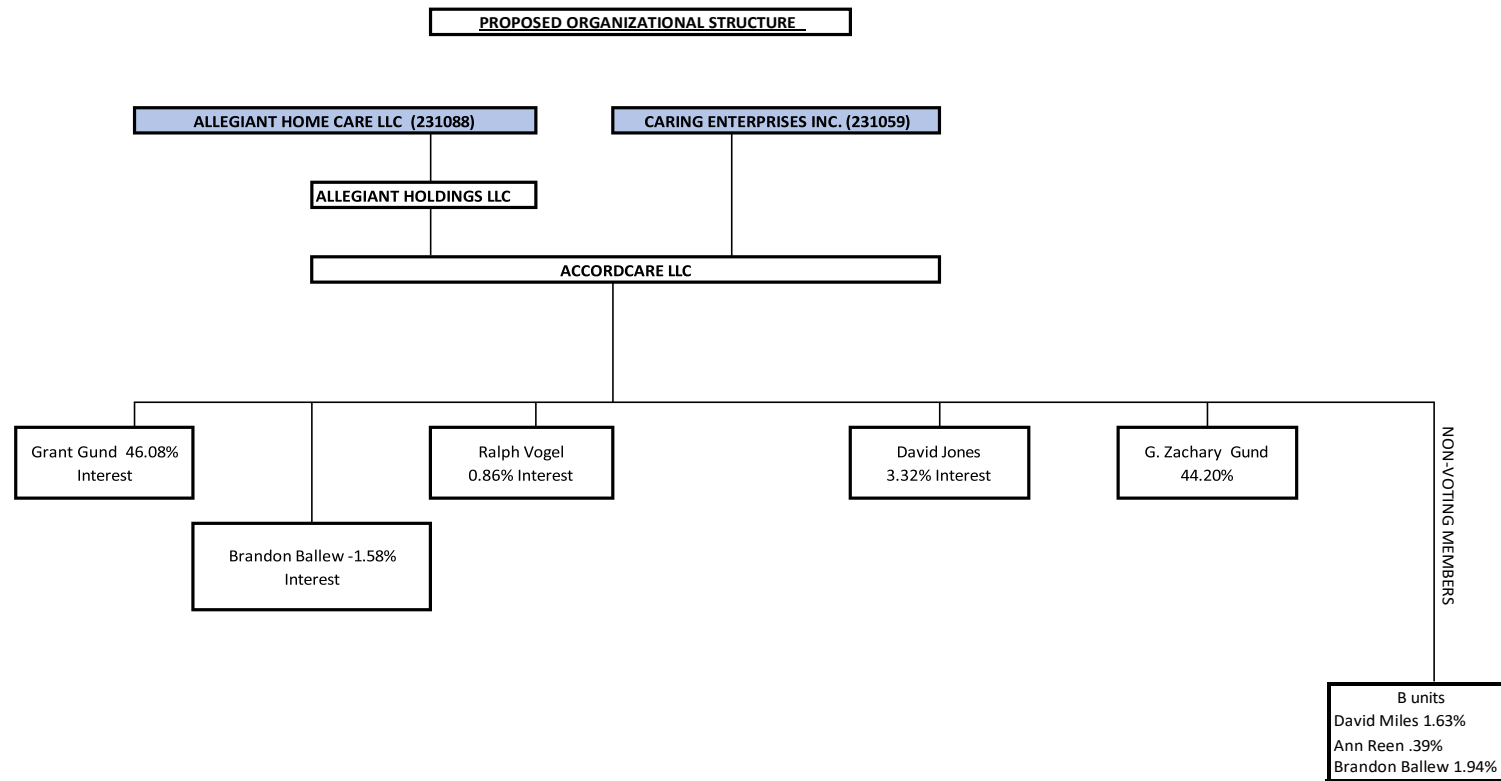 PROPOSED ORGANIZATIONAL STRUCTURE
ALLEGIANT HOME CARE LLC (231088)
CARING ENTERPRISES INC. (231059)
ALLEGIANT HOLDINGS LLC
ACCORDCARE LLC
Grant Gund 46.08%
Interest
Brandon Ballew -1.58%
Interest
Ralph Vogel
0.86% Interest
David Jones
3.32% Interest
G. Zachary Gund
44.20%
NON-VOTING MEMBERS
B units
David Miles 1.63%
Ann Reen .39%
Brandon Ballew 1.94%